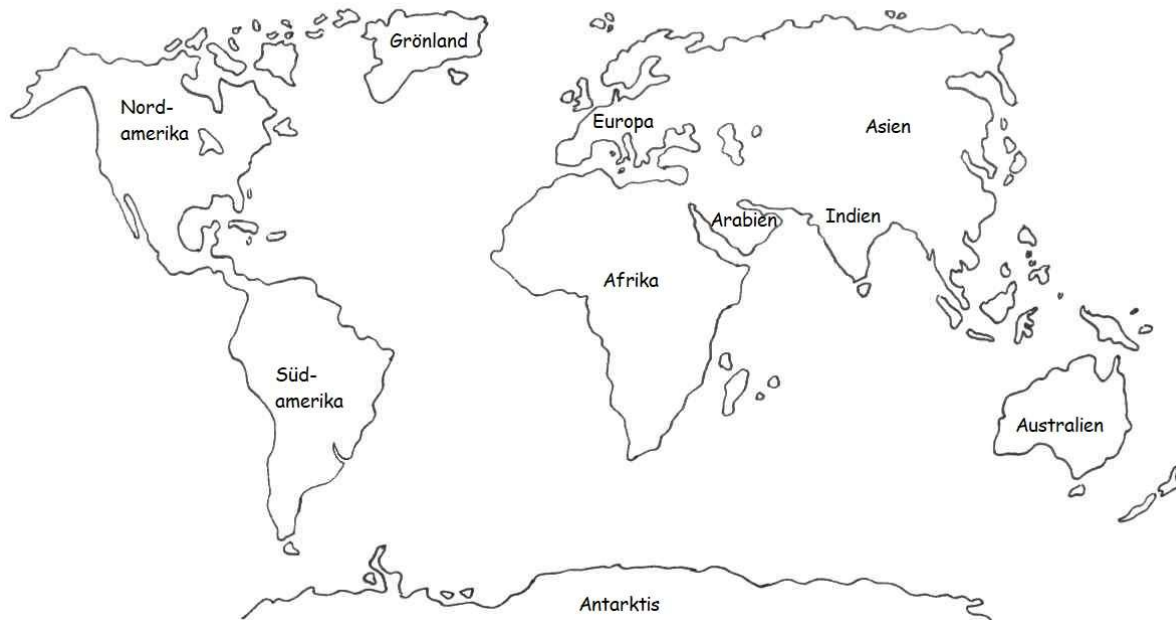 Grönland
Nord-
amerika
Europa
Asien
Arabien
Indien
Afrika
Süd-
amerika
Australien
Antarktis